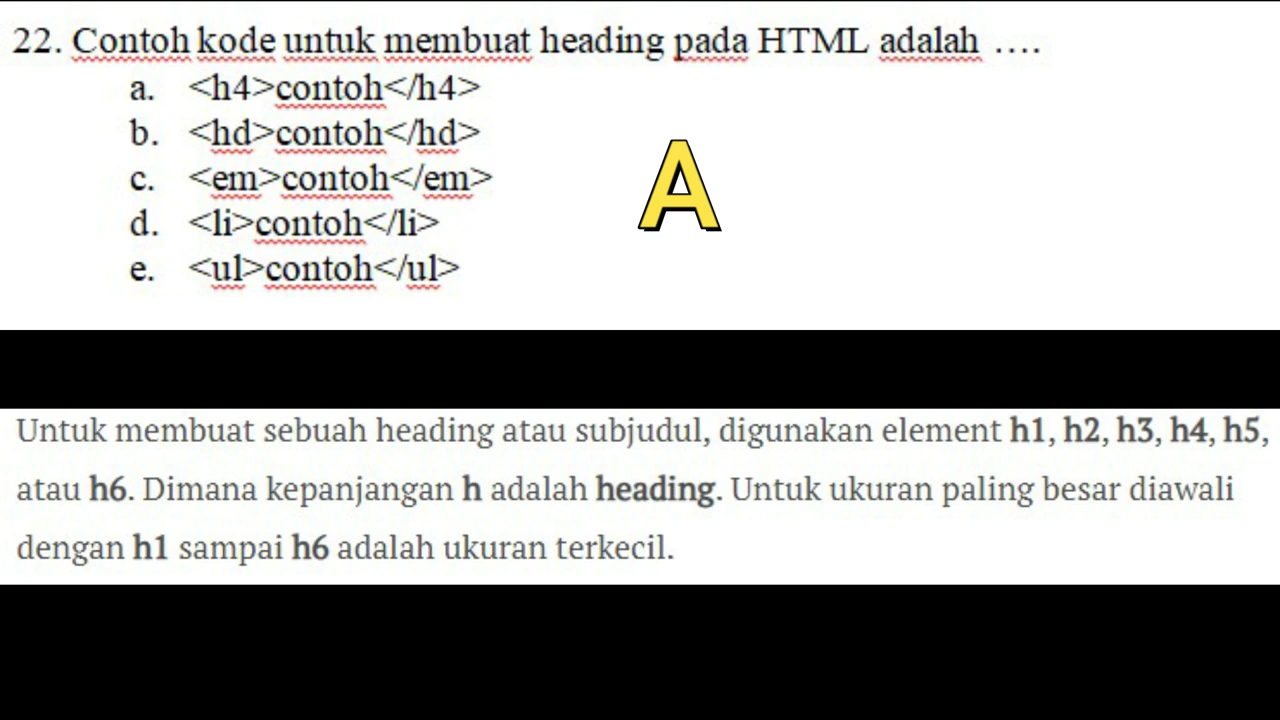 22. Contoh kode untuk membuat heading pada HTML adalah ....
a. <h4>contoh</h4>
b. <hd>contoh</hd>
c. <em>contoh</em>
d. <li>contoh</li>
e. <ul>contoh</ul>
A
Untuk membuat sebuah heading atau subjudul, digunakan element h1, h2, h3, h4, h5,
atau h6. Dimana kepanjangan h adalah heading. Untuk ukuran paling besar diawali
dengan h1 sampai h6 adalah ukuran terkecil.